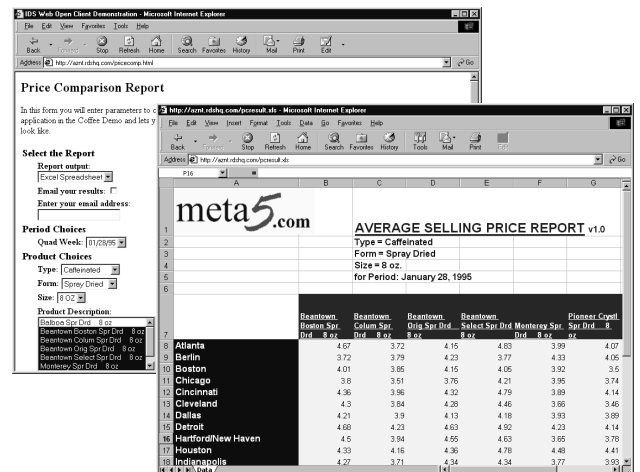 IDS Web Open Client Demonstration - Microsoft Internet Explorer
File Edit View Favorites Tools Help
Back Forward Stop Refresh Home Search Favorites History Mail Print Edit
Address http://aznt.rdshq.com/pricecomp.html Go
Price Comparison Report
In this form you will enter parameters to c
application in the Coffee Demo and lets y
look like.
Select the Report
Report output:
Excel Spreadsheet
Email your results:
Enter your email address:
Period Choices
Quad Week: 01/28/95
Product Choices
Type: Caffeinated
Form: Spray Dried
Size: 8 OZ
Product Description:
Balboa Spr Drd 8 oz
Beantown Boston Spr Drd 8 oz
Beantown Colum Spr Drd 8 oz
Beantown Orig Spr Drd 8 oz
Beantown Select Spr Drd 8 oz
Monterey Spr Drd 8 oz
http://aznt.rdshq.com/pcresult.xls - Microsoft Internet Explorer
File Edit View Insert Format Tools Data Go Favorites Help
Back Forward Stop Refresh Home Search Favorites History Tools Mail Print Edit
Address http://aznt.rdshq.com/pcresult.xls Go
P16 =
A B C D E F G
meta5.com
1 AVERAGE SELLING PRICE REPORT v1.0
2 Type = Caffeinated
3 Form = Spray Dried
4 Size = 8 oz.
5 for Period: January 28, 1995
6
Beantown Beantown Beantown Beantown Pioneer Crystl
Boston Spr Colum Spr Orig Spr Drd Select Spr Drd Monterey Spr Spr Drd 8
7 Drd 8 oz Drd 8 oz 8 oz 8 oz Drd 8 oz oz
8 Atlanta 4.67 3.72 4.15 4.83 3.99 4.07
9 Berlin 3.72 3.79 4.23 3.77 4.33 4.05
10 Boston 4.01 3.85 4.15 4.05 3.92 3.5
11 Chicago 3.8 3.51 3.76 4.21 3.95 3.74
12 Cincinnati 4.36 3.96 4.32 4.79 3.89 4.14
13 Cleveland 4.3 3.84 4.28 4.46 3.66 4.14
14 Dallas 4.21 3.9 4.13 4.18 3.93 3.89
15 Detroit 4.68 4.23 4.63 4.92 4.23 4.14
16 Hartford/New Haven 4.5 3.94 4.55 4.63 3.65 3.78
17 Houston 4.33 4.16 4.36 4.78 4.48 4.41
18 Indianapolis 4.27 3.71 4.34 4.34 3.77 3.93
Data